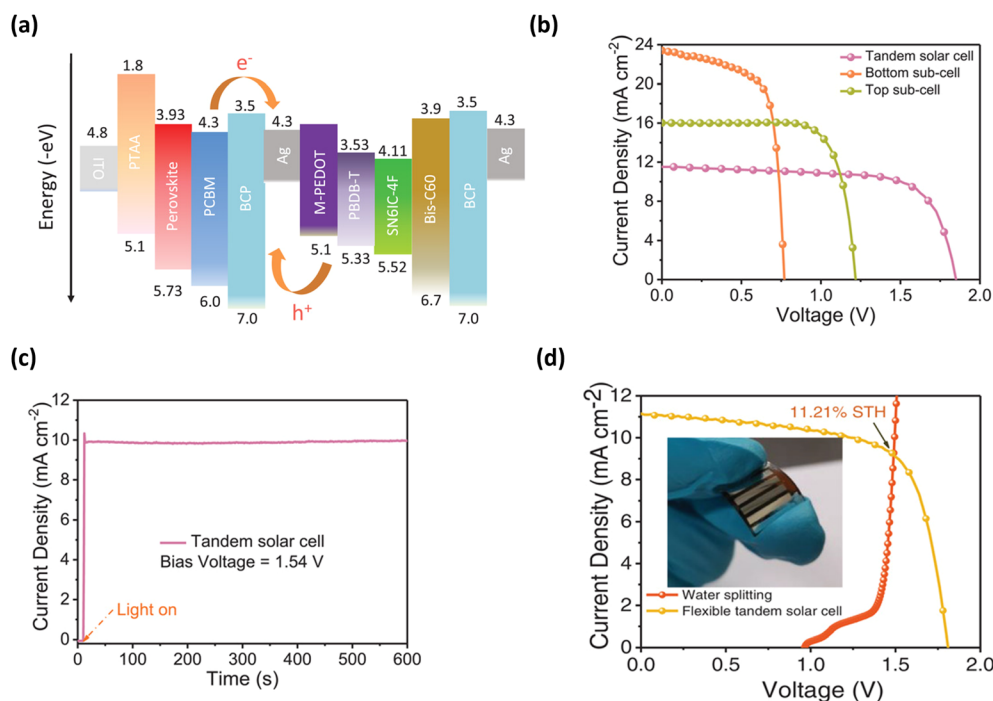 (a)
Energy (-eV)
e-
h+
4.8
ITO
1.8
PTAA
5.1
3.93
Perovskite
5.73
4.3
PCBM
6.0
3.5
BCP
7.0
4.3
Ag
M-PEDOT
5.1
3.53
PBDB-T
5.33
4.11
SN6IC-4F
5.52
3.9
Bis-C60
6.7
3.5
BCP
7.0
4.3
Ag
(b)
Current Density (mA cm-2)
24
20
16
12
8
4
0
Tandem solar cell
Bottom sub-cell
Top sub-cell
0.0 0.5 1.0 1.5 2.0
Voltage (V)
(c)
Current Density (mA cm-2)
12
10
8
6
4
2
0
Tandem solar cell
Bias Voltage = 1.54 V
Light on
0 100 200 300 400 500 600
Time (s)
(d)
Current Density (mA cm-2)
12
10
8
6
4
2
0
11.21% STH
Water splitting
Flexible tandem solar cell
0.0 0.5 1.0 1.5 2.0
Voltage (V)